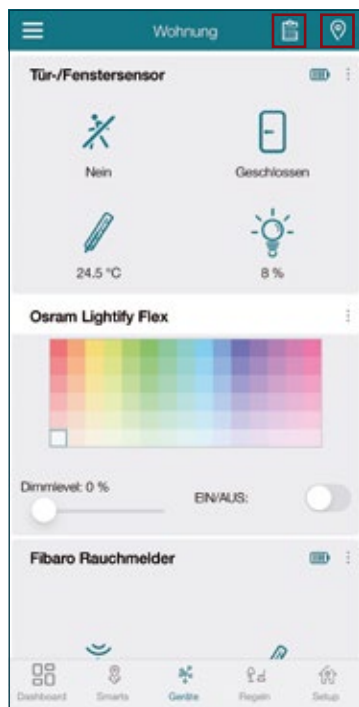 Wohnung
Tür-/Fenstersensor
Nein Geschlossen
24.5 °C 8 %
Osram Lightify Flex
Dimmlevel: 0 %
EIN/AUS:
Fibaro Rauchmelder
Dashboard Smarts Geräte Regeln Setup